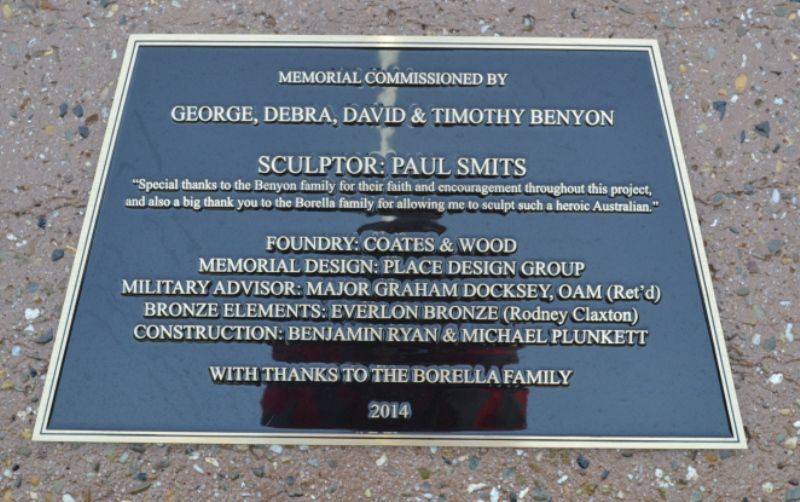 MEMORIAL COMMISSIONED BY
GEORGE, DEBRA, DAVID & TIMOTHY BENYON
SCULPTOR: PAUL SMITS
“Special thanks to the Benyon family for their faith and encouragement throughout this project,
and also a big thank you to the Borella family for allowing me to sculpt such a heroic Australian.”
FOUNDRY: COATES & WOOD
MEMORIAL DESIGN: PLACE DESIGN GROUP
MILITARY ADVISOR: MAJOR GRAHAM DOCKSEY, OAM (Ret’d)
BRONZE ELEMENTS: EVERLON BRONZE (Rodney Claxton)
CONSTRUCTION: BENJAMIN RYAN & MICHAEL PLUNKETT
WITH THANKS TO THE BORELLA FAMILY
2014